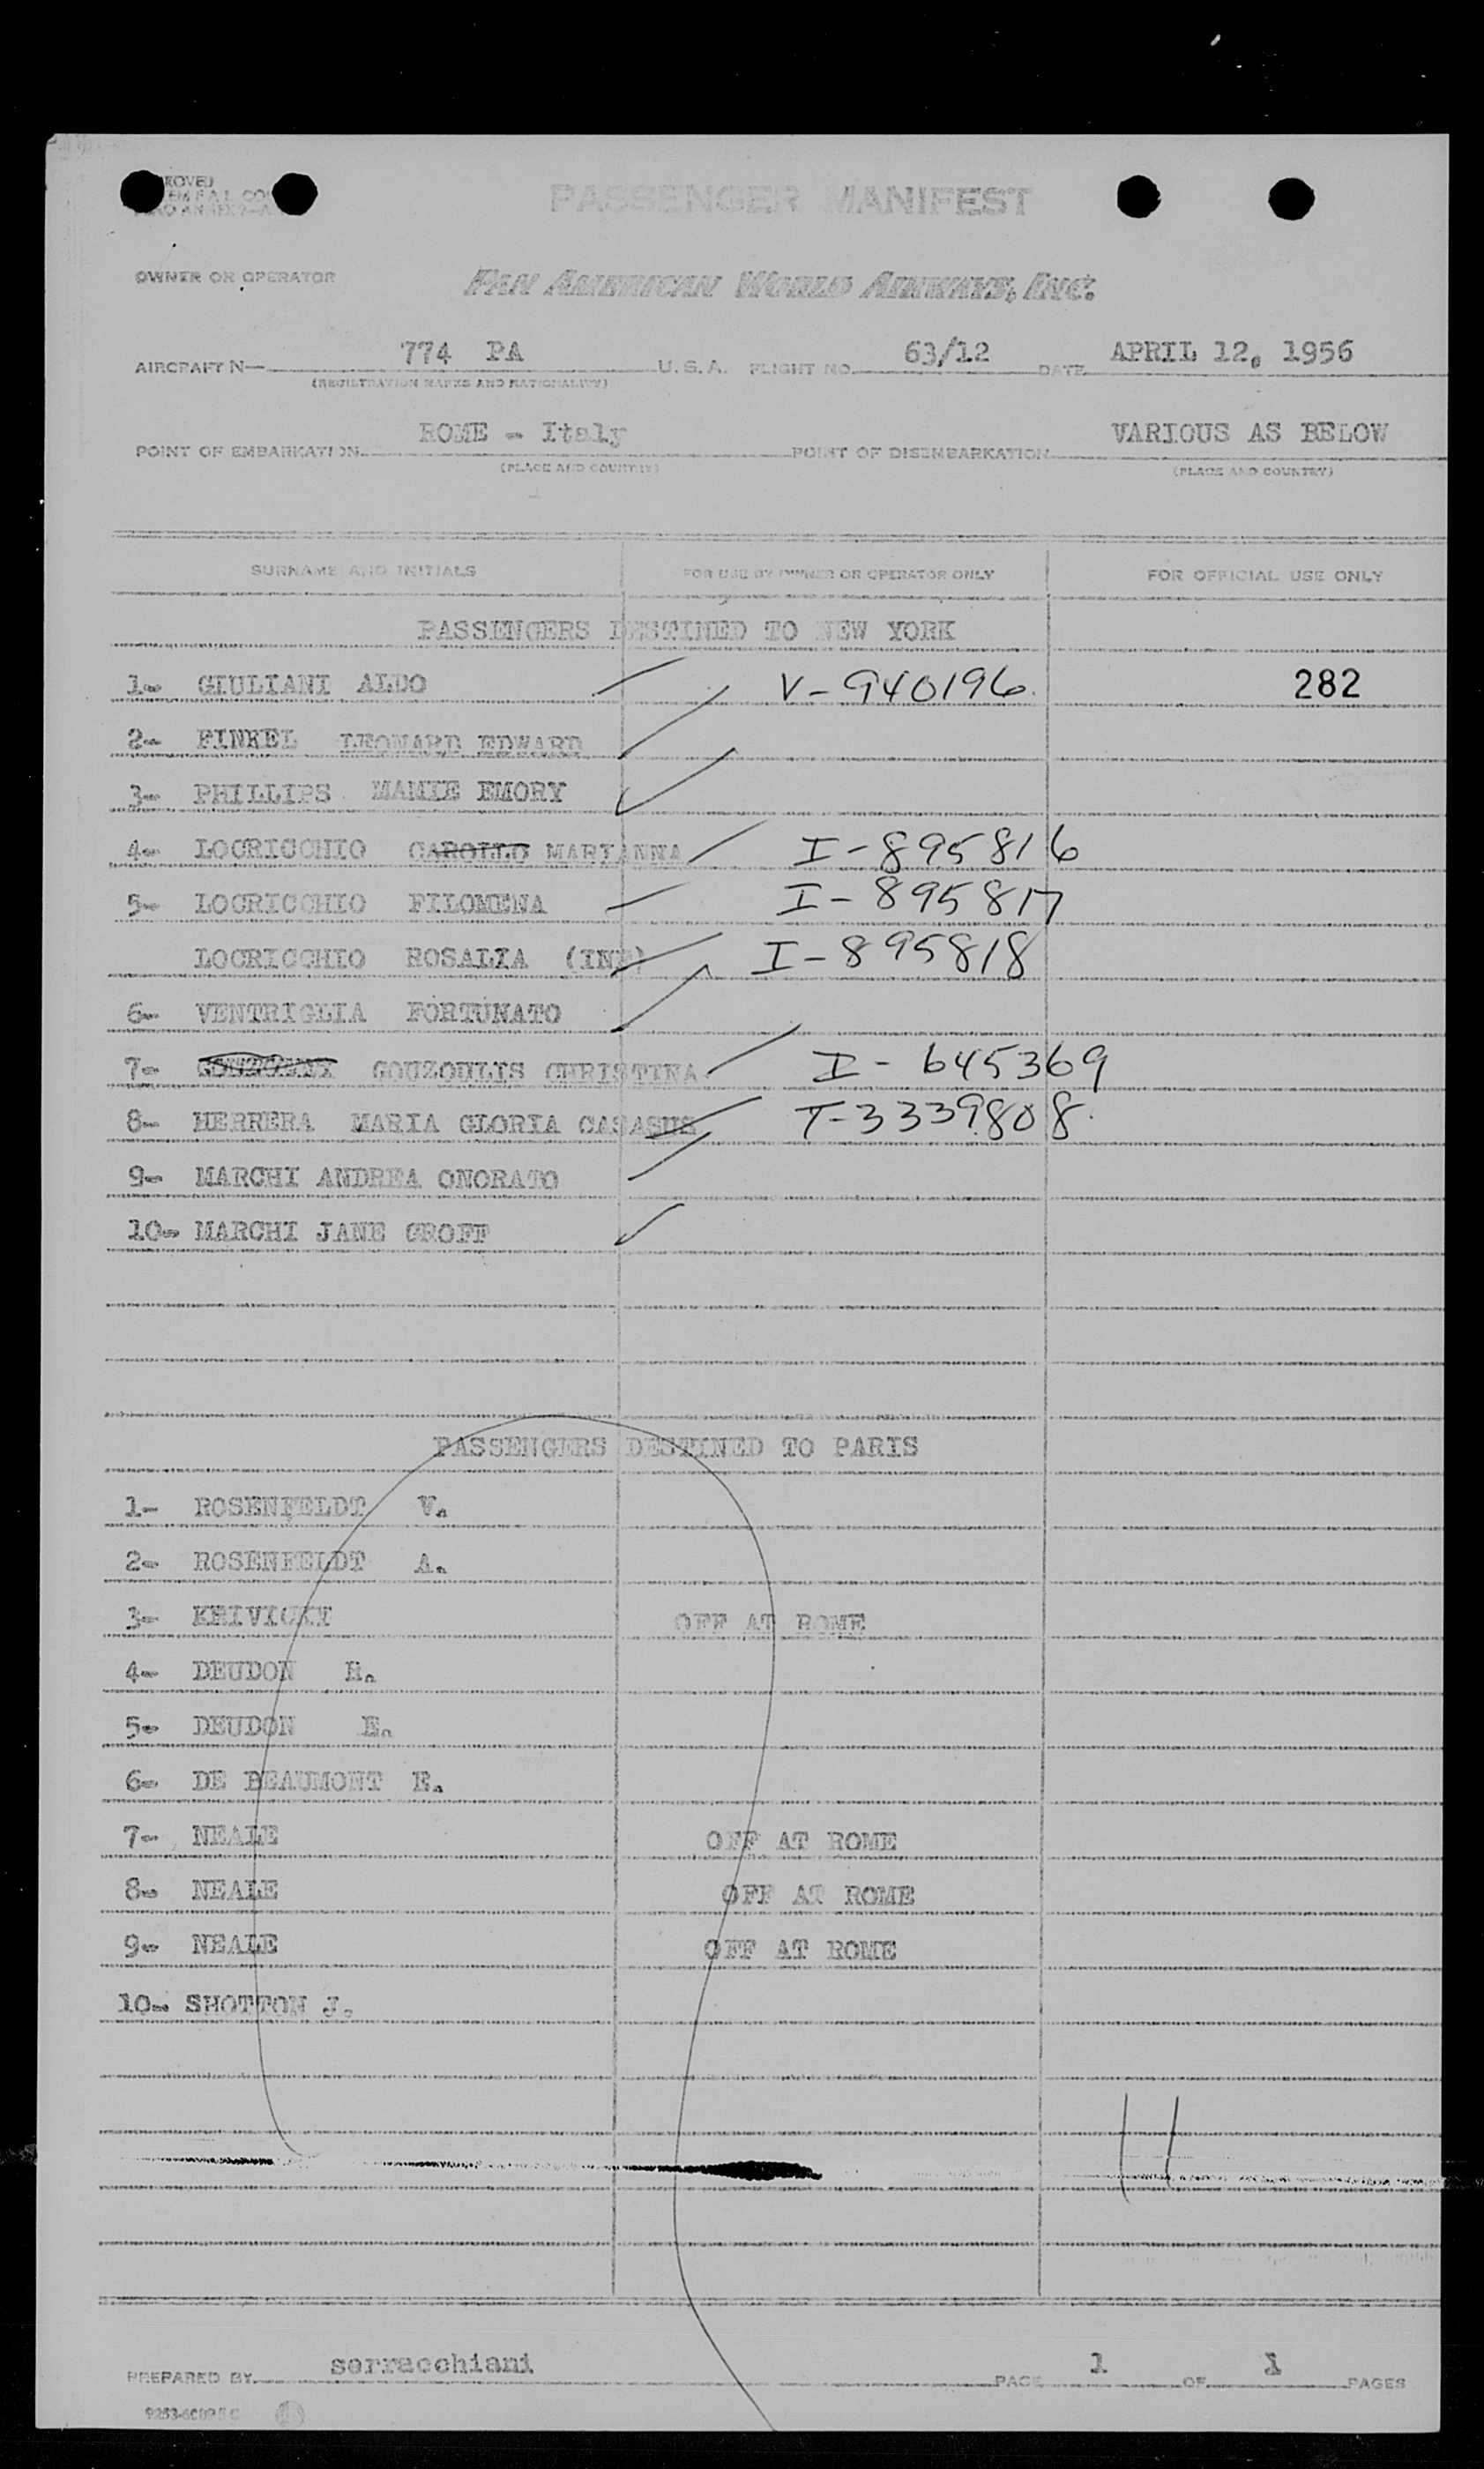 PASSENGER MANIFEST
OWNER OR OPERATOR PAN AMERICAN WORLD AIRWAYS, INC.
AIRCRAFT N— 774 PA U. S. A. FLIGHT NO. 63/12 DATE APRIL 12, 1956
(REGISTRATION MARKS AND NATIONALITY)
POINT OF EMBARKATION ROME - Italy POINT OF DISEMBARKATION VARIOUS AS BELOW
(PLACE AND COUNTRY) (PLACE AND COUNTRY)
SURNAME AND INITIALS FOR USE BY OWNER OR OPERATOR ONLY FOR OFFICIAL USE ONLY
PASSENGERS DESTINED TO NEW YORK
1- GIULIANI ALDO V-940196 282
2- FINKEL LEONARD EDWARD
3- PHILLIPS MAMIE EMORY
4- LOCRICCHIO CAROLLO MARIANNA I-895816
5- LOCRICCHIO FILOMENA I-895817
LOCRICCHIO ROSALIA (INF) I-895818
6- VENTRIGLIA FORTUNATO
7- GOUZOULIS CHRISTINA I-645369
8- HERRERA MARIA GLORIA CASASUS T-3339808
9- MARCHI ANDREA ONORATO
10- MARCHI JANE GROFF
PASSENGERS DESTINED TO PARIS
1- ROSENFELDT V.
2- ROSENFELDT A.
3- KRIVICKY OFF AT ROME
4- DEUDON
5- DEUDON E.
6- DE BEAUMONT E.
7- NEALE OFF AT ROME
8- NEALE OFF AT ROME
9- NEALE OFF AT ROME
10- SHOTTON J.
11
PREPARED BY serracchiani PAGE 1 OF 1 PAGES